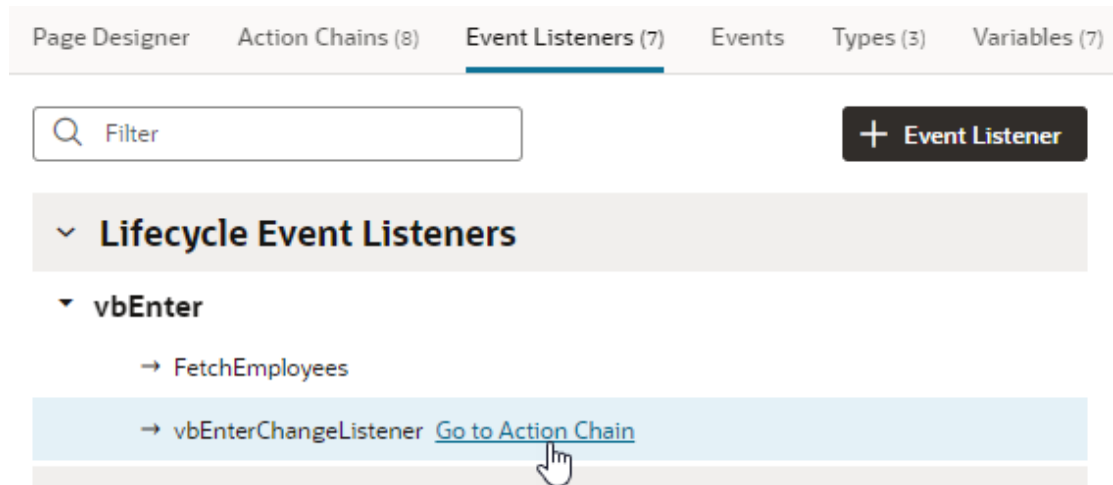 Page Designer Action Chains (8) Event Listeners (7) Events Types (3) Variables (7)
Filter + Event Listener
Lifecycle Event Listeners
vbEnter
→ FetchEmployees
→ vbEnterChangeListener Go to Action Chain